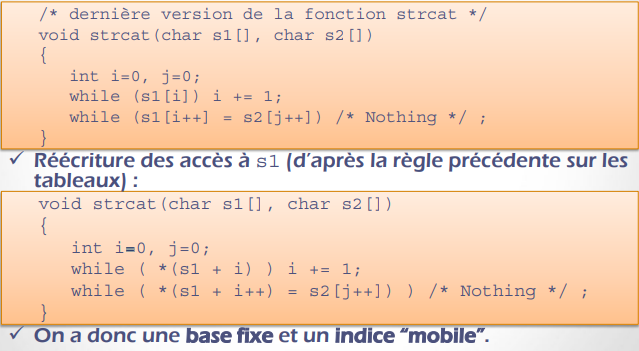 /* dernière version de la fonction strcat */
void strcat(char s1[], char s2[])
{
int i=0, j=0;
while (s1[i]) i += 1;
while (s1[i++] = s2[j++]) /* Nothing */ ;
}
✓ Réécriture des accès à s1 (d’après la règle précédente sur les
tableaux) :
void strcat(char s1[], char s2[])
{
int i=0, j=0;
while ( *(s1 + i) ) i += 1;
while ( *(s1 + i++) = s2[j++]) ) /* Nothing */ ;
}
✓ On a donc une base fixe et un indice “mobile”.